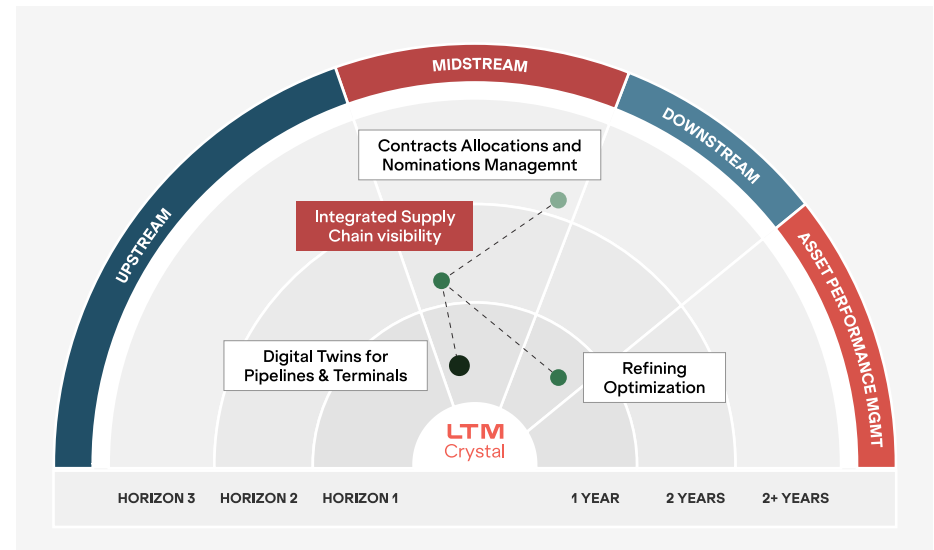 MIDSTREAM
UPSTREAM
DOWNSTREAM
ASSET PERFORMANCE MGMT
Contracts Allocations and
Nominations Managemnt
Integrated Supply
Chain visibility
Digital Twins for
Pipelines & Terminals
Refining
Optimization
LTM
Crystal
HORIZON 3 HORIZON 2 HORIZON 1 1 YEAR 2 YEARS 2+ YEARS